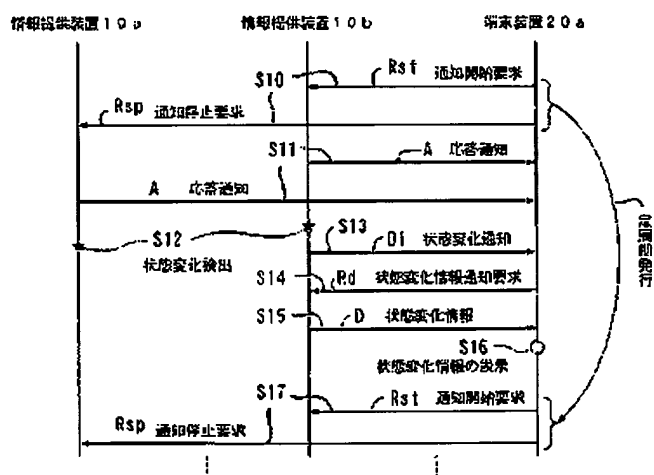 情報提供装置10a
情報提供装置10b
端末装置20a
S10
Rst 通知開始要求
Rsp 通知停止要求
S11
A 応答通知
A 応答通知
S12
状態変化検出
S13
Di 状態変化通知
S14
Rd 状態変化情報通知要求
S15
D 状態変化情報
S16
状態変化情報の表示
S17
Rst 通知開始要求
Rsp 通知停止要求
定周期発行